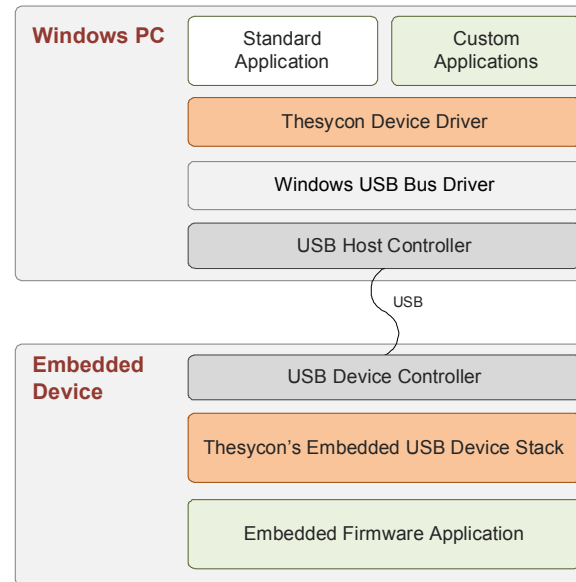 Windows PC
Standard
Application
Custom
Applications
Thesycon Device Driver
Windows USB Bus Driver
USB Host Controller
USB
Embedded
Device
USB Device Controller
Thesycon's Embedded USB Device Stack
Embedded Firmware Application